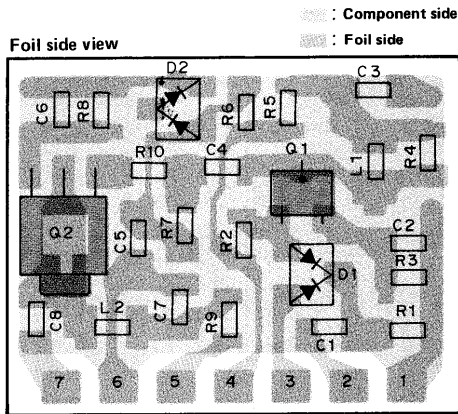 : Component side
: Foil side
Foil side view
D2
C3
C6
R8
R6
R5
R10
C4
Q1
L1
R4
Q2
C5
R7
R2
C2
R3
D1
C8
L2
C7
R9
C1
R1
7 6 5 4 3 2 1